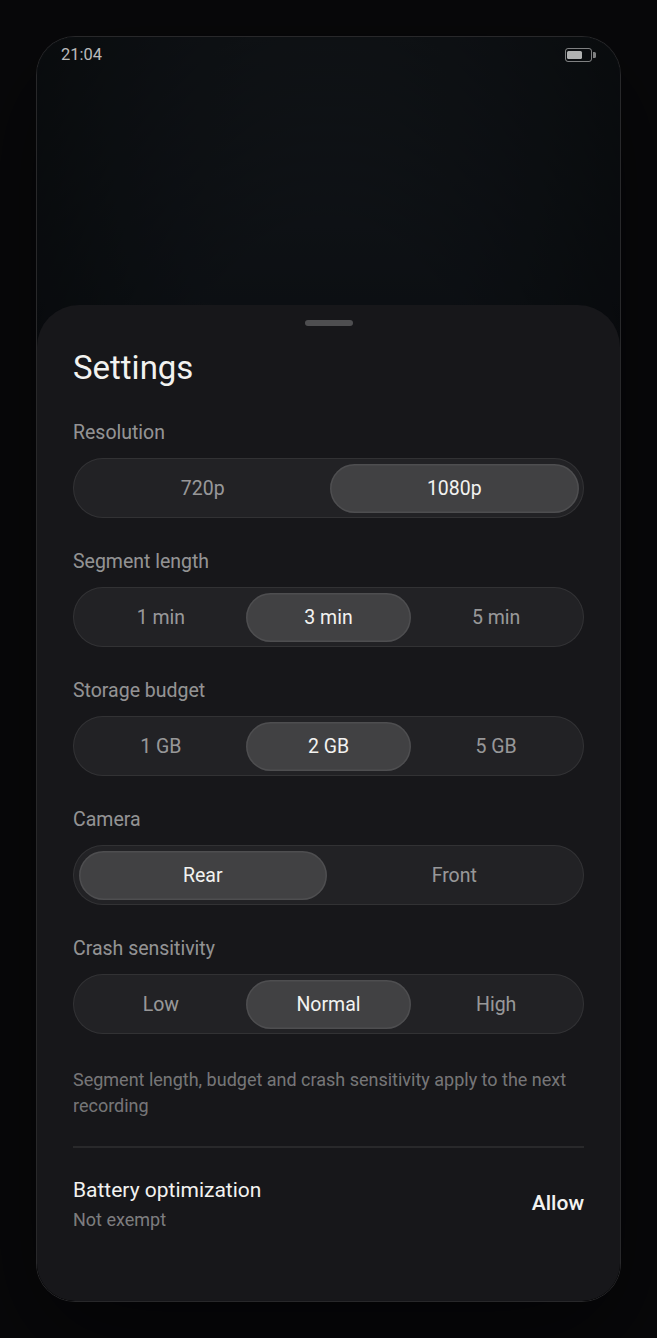 21:04
Settings
Resolution
720p 1080p
Segment length
1 min 3 min 5 min
Storage budget
1 GB 2 GB 5 GB
Camera
Rear Front
Crash sensitivity
Low Normal High
Segment length, budget and crash sensitivity apply to the next
recording
Battery optimization
Allow
Not exempt